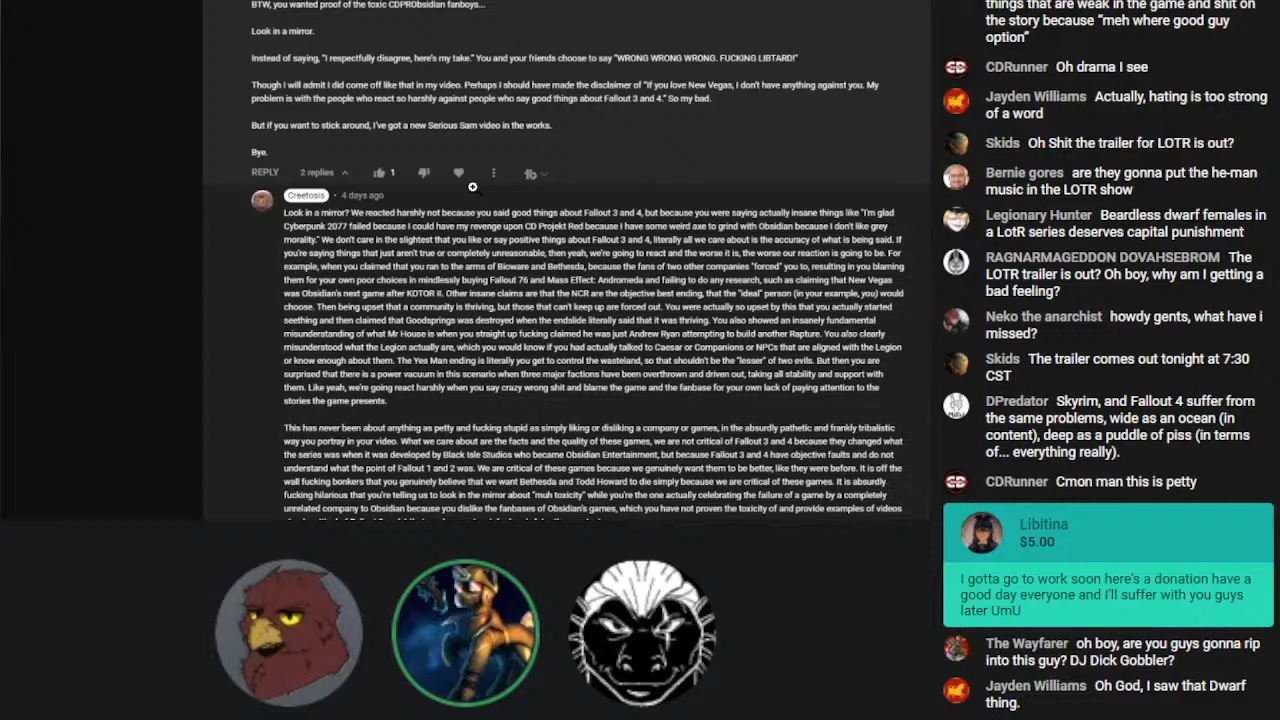 BTW, you wanted proof of the toxic CDPRObsidian fanboys...
Look in a mirror.
Instead of saying, "I respectfully disagree, here's my take." You and your friends choose to say "WRONG WRONG WRONG. FUCKING LIBTARD!"
Though I will admit I did come off like that in my video. Perhaps I should have made the disclaimer of "If you love New Vegas, I don't have anything against you. My
problem is with the people who react so harshly against people who say good things about Fallout 3 and 4." So my bad.
But if you want to stick around, I've got a new Serious Sam video in the works.
Bye.
REPLY 2 replies 1
Creetosis • 4 days ago
Look in a mirror? We reacted harshly not because you said good things about Fallout 3 and 4, but because you were saying actually insane things like "I'm glad
Cyberpunk 2077 failed because I could have my revenge upon CD Projekt Red because I have some weird axe to grind with Obsidian because I don't like grey
morality." We don't care in the slightest that you like or say positive things about Fallout 3 and 4, literally all we care about is the accuracy of what is being said. If
you're saying things that just aren't true or completely unreasonable, then yeah, we're going to react and the worse it is, the worse our reaction is going to be. For
example, when you claimed that you ran to the arms of Bioware and Bethesda, because the fans of two other companies "forced" you to, resulting in you blaming
them for your own poor choices in mindlessly buying Fallout 76 and Mass Effect: Andromeda and failing to do any research, such as claiming that New Vegas
was Obsidian's next game after KOTOR II. Other insane claims are that the NCR are the objective best ending, that the "ideal" person (in your example, you) would
choose. Then being upset that a community is thriving, but those that can't keep up are forced out. You were actually so upset by this that you actually started
seething and then claimed that Goodsprings was destroyed when the endslide literally said that it was thriving. You also showed an insanely fundamental
misunderstanding of what Mr House is when you straight up fucking claimed he was just Andrew Ryan attempting to build another Rapture. You also clearly
misunderstood what the Legion actually are, which you would know if you had actually talked to Caesar or Companions or NPCs that are aligned with the Legion
or know enough about them. The Yes Man ending is literally you get to control the wasteland, so that shouldn't be the "lesser" of two evils. But then you are
surprised that there is a power vacuum in this scenario when three major factions have been overthrown and driven out, taking all stability and support with
them. Like yeah, we're going react harshly when you say crazy wrong shit and blame the game and the fanbase for your own lack of paying attention to the
stories the game presents.
This has never been about anything as petty and fucking stupid as simply liking or disliking a company or games, in the absurdly pathetic and frankly tribalistic
way you portray in your video. What we care about are the facts and the quality of these games, we are not critical of Fallout 3 and 4 because they changed what
the series was when it was developed by Black Isle Studios who became Obsidian Entertainment, but because Fallout 3 and 4 have objective faults and do not
understand what the point of Fallout 1 and 2 was. We are critical of these games because we genuinely want them to be better, like they were before. It is off the
wall fucking bonkers that you genuinely believe that we want Bethesda and Todd Howard to die simply because we are critical of these games. It is absurdly
fucking hilarious that you're telling us to look in the mirror about "muh toxicity" while you're the one actually celebrating the failure of a game by a completely
unrelated company to Obsidian because you dislike the fanbases of Obsidian's games, which you have not proven the toxicity of and provide examples of videos
things that are weak in the game and shit on
the story because "meh where good guy
option"
CDRunner Oh drama I see
Jayden Williams Actually, hating is too strong
of a word
Skids Oh Shit the trailer for LOTR is out?
Bernie gores are they gonna put the he-man
music in the LOTR show
Legionary Hunter Beardless dwarf females in
a LotR series deserves capital punishment
RAGNARMAGEDDON DOVAHSEBROM The
LOTR trailer is out? Oh boy, why am I getting a
bad feeling?
Neko the anarchist howdy gents, what have i
missed?
Skids The trailer comes out tonight at 7:30
CST
DPredator Skyrim, and Fallout 4 suffer from
the same problems, wide as an ocean (in
content), deep as a puddle of piss (in terms
of... everything really).
CDRunner Cmon man this is petty
Libitina
$5.00
I gotta go to work soon here's a donation have a
good day everyone and I'll suffer with you guys
later UmU
The Wayfarer oh boy, are you guys gonna rip
into this guy? DJ Dick Gobbler?
Jayden Williams Oh God, I saw that Dwarf
thing.